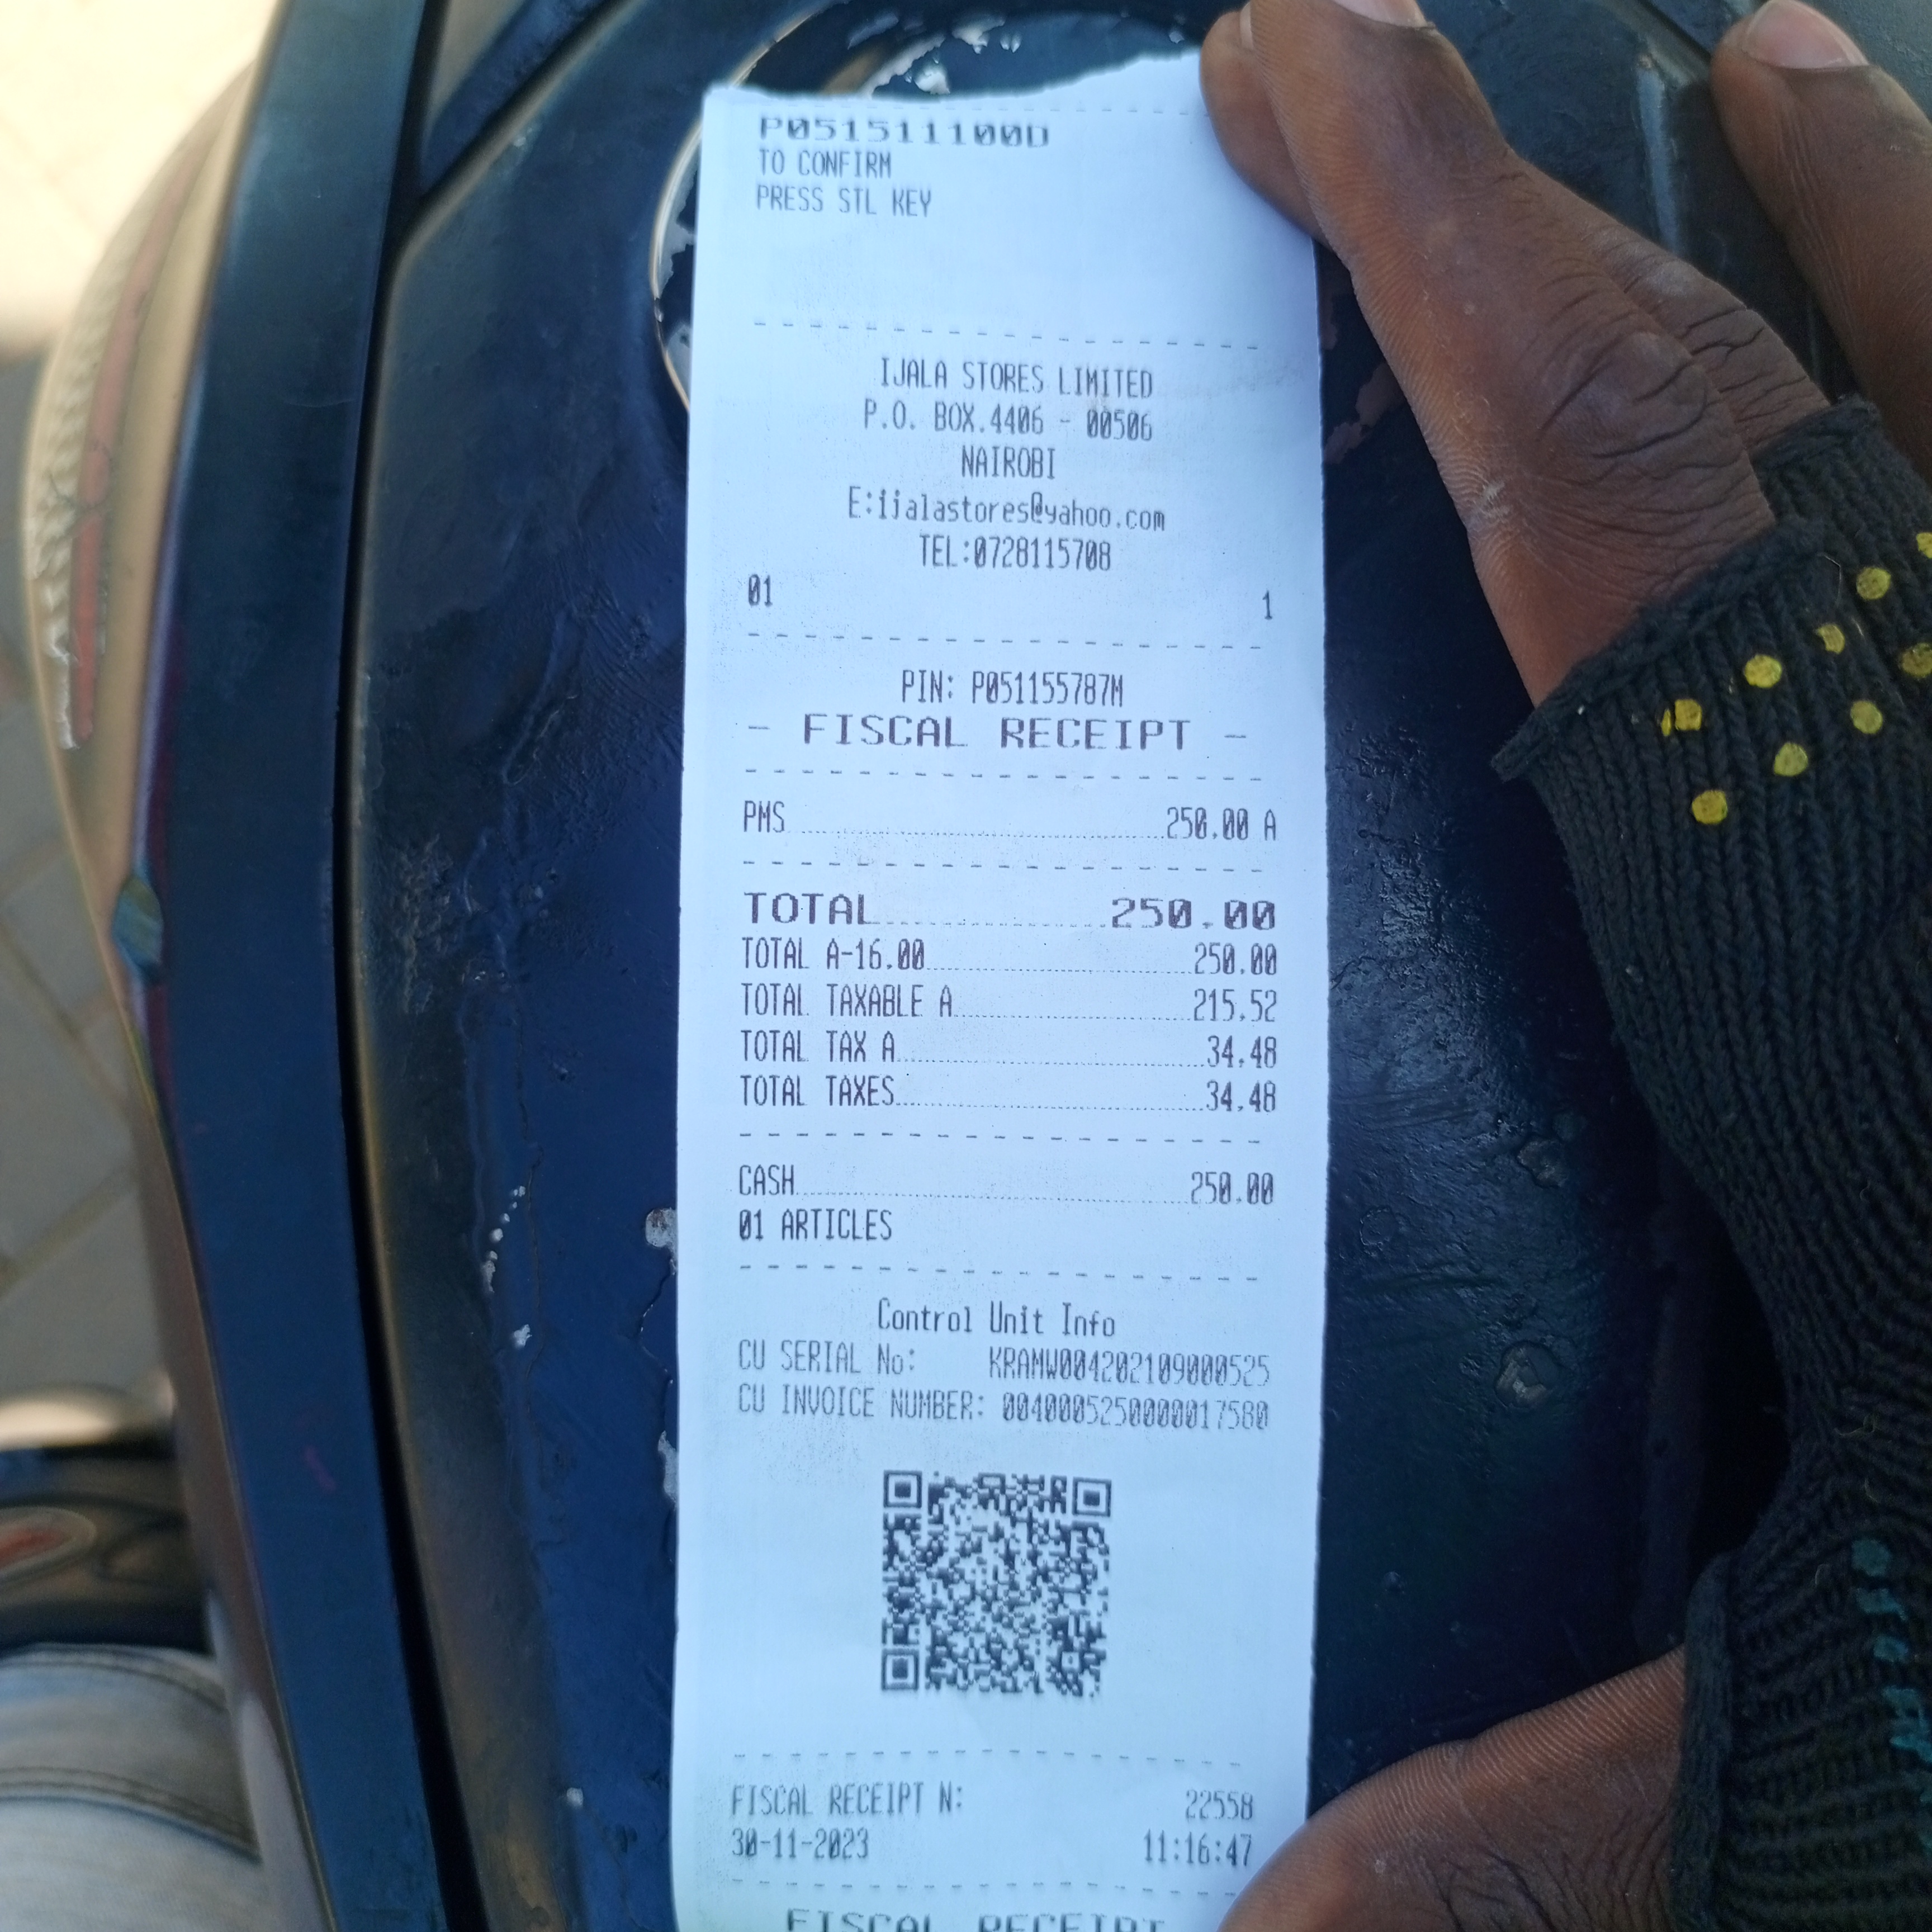 P051511100D
TO CONFIRM
PRESS STL KEY
IJALA STORES LIMITED
P.O. BOX.4406 - 00506
NAIROBI
E:ijalastores@yahoo.com
TEL:0728115708
01 1
PIN: P051155787M
- FISCAL RECEIPT -
PMS 250.00 A
TOTAL 250.00
TOTAL A-16.00 250.00
TOTAL TAXABLE A 215.52
TOTAL TAX A 34.48
TOTAL TAXES 34.48
CASH 250.00
01 ARTICLES
Control Unit Info
CU SERIAL No: KRAMW004202109000525
CU INVOICE NUMBER: 0040005250000017580
FISCAL RECEIPT N: 22558
30-11-2023 11:16:47
FISCAL RECEIPT